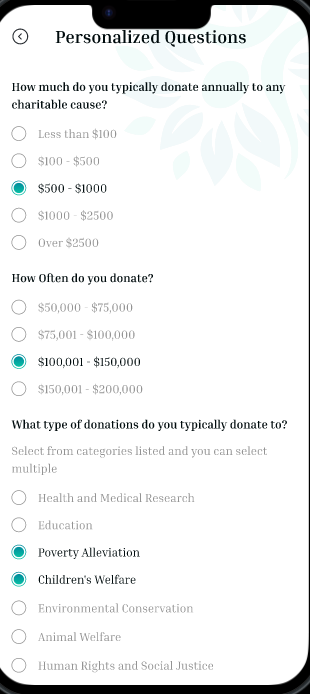 Personalized Questions
How much do you typically donate annually to any
charitable cause?
Less than $100
$100 - $500
$500 - $1000
$1000 - $2500
Over $2500
How Often do you donate?
$50,000 - $75,000
$75,001 - $100,000
$100,001 - $150,000
$150,001 - $200,000
What type of donations do you typically donate to?
Select from categories listed and you can select
multiple
Health and Medical Research
Education
Poverty Alleviation
Children's Welfare
Environmental Conservation
Animal Welfare
Human Rights and Social Justice